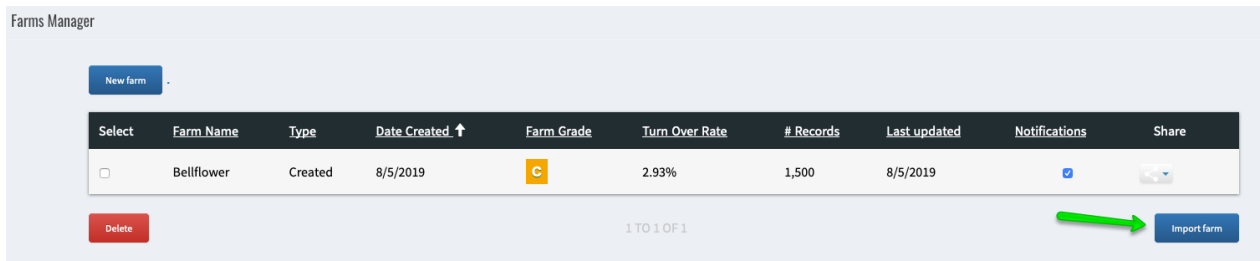 Farms Manager
New farm .
Select Farm Name Type Date Created Farm Grade Turn Over Rate # Records Last updated Notifications Share
Bellflower Created 8/5/2019 C 2.93% 1,500 8/5/2019
Delete 1 TO 1 OF 1 Import farm